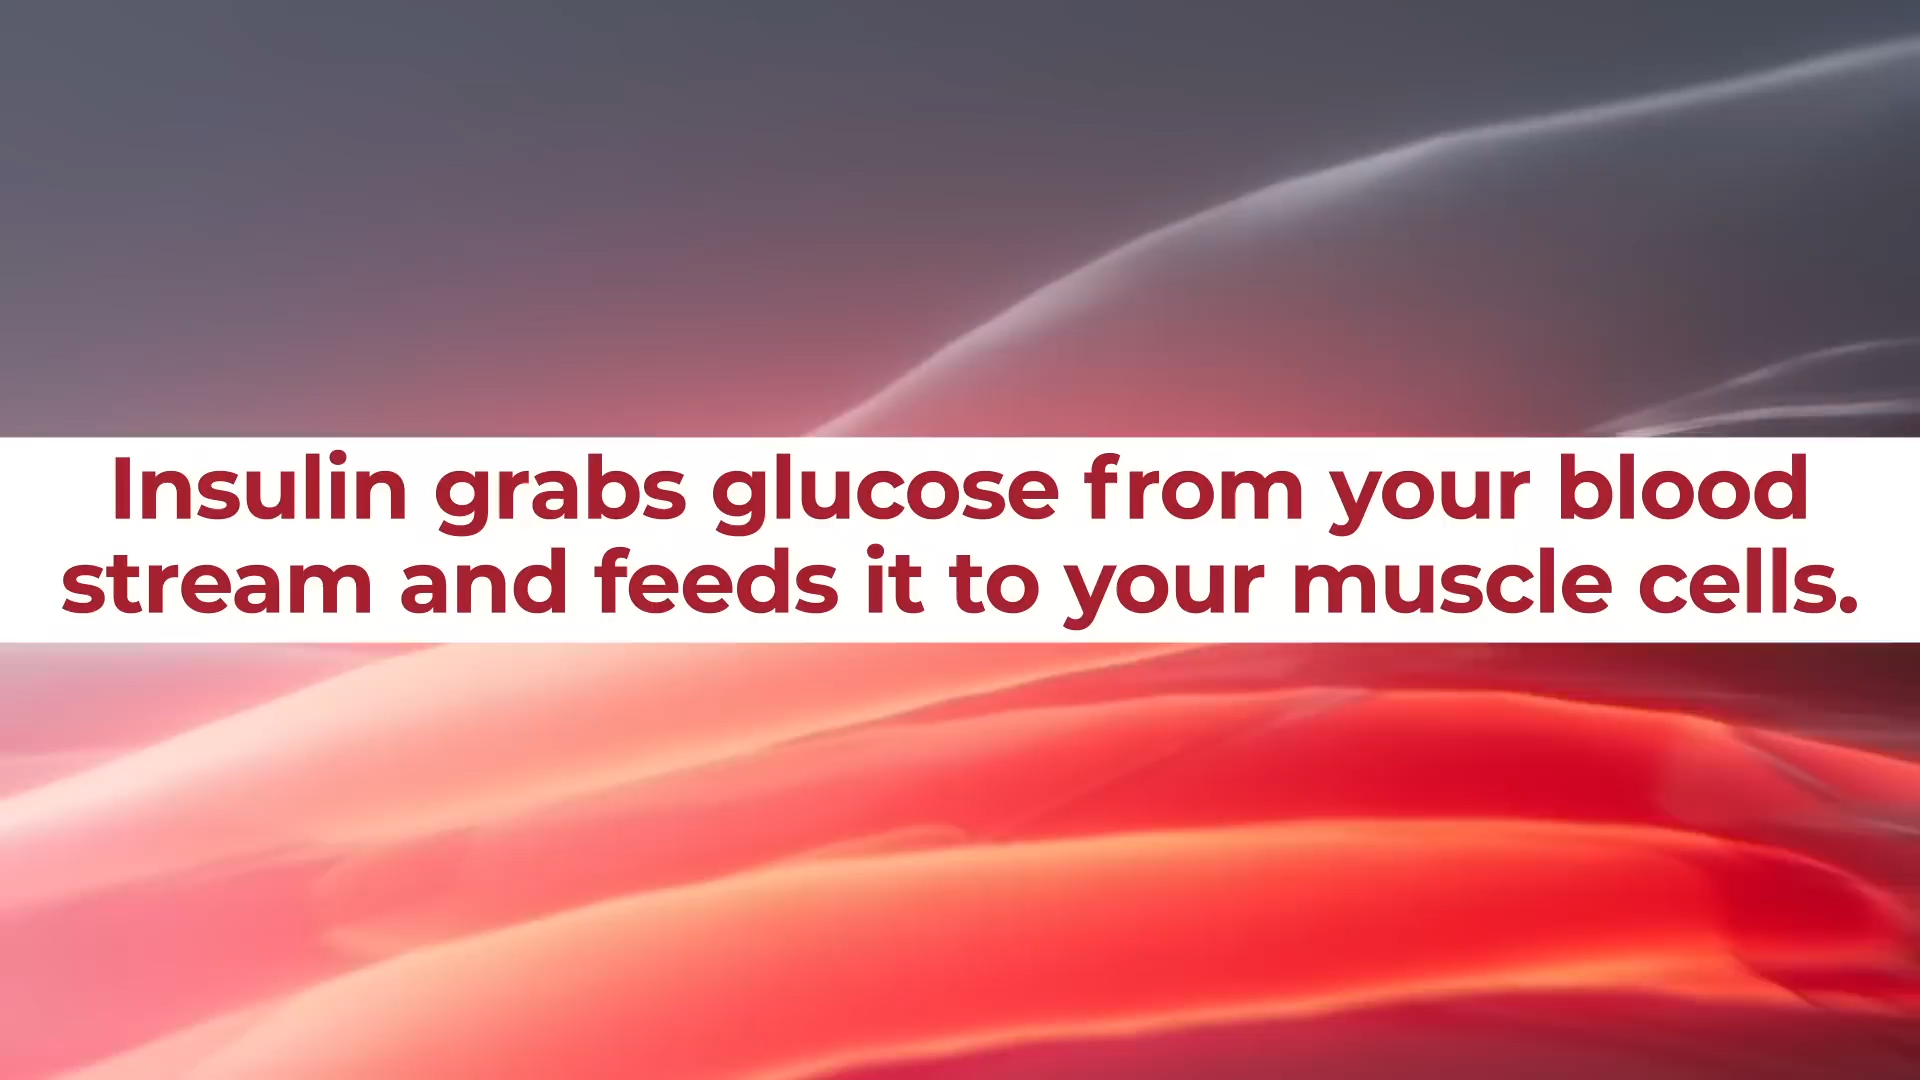 Insulin grabs glucose from your blood
stream and feeds it to your muscle cells.